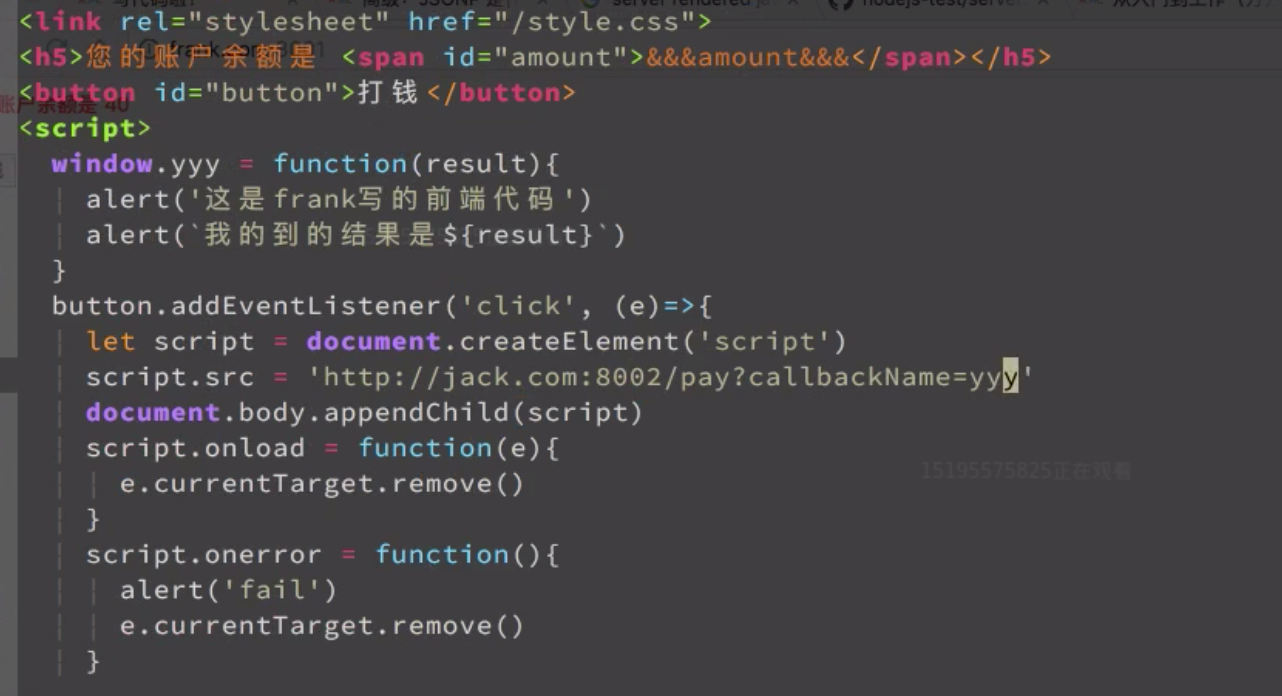 <link rel="stylesheet" href="/style.css">
<h5>您的账户余额是 <span id="amount">&&&amount&&&</span></h5>
<button id="button">打钱</button>
<script>
window.yyy = function(result){
alert('这是frank写的前端代码')
alert(`我的到的结果是${result}`)
}
button.addEventListener('click', (e)=>{
let script = document.createElement('script')
script.src = 'http://jack.com:8002/pay?callbackName=yyy'
document.body.appendChild(script)
script.onload = function(e){
e.currentTarget.remove()
15195575825正在观看
}
script.onerror = function(){
alert('fail')
e.currentTarget.remove()
}